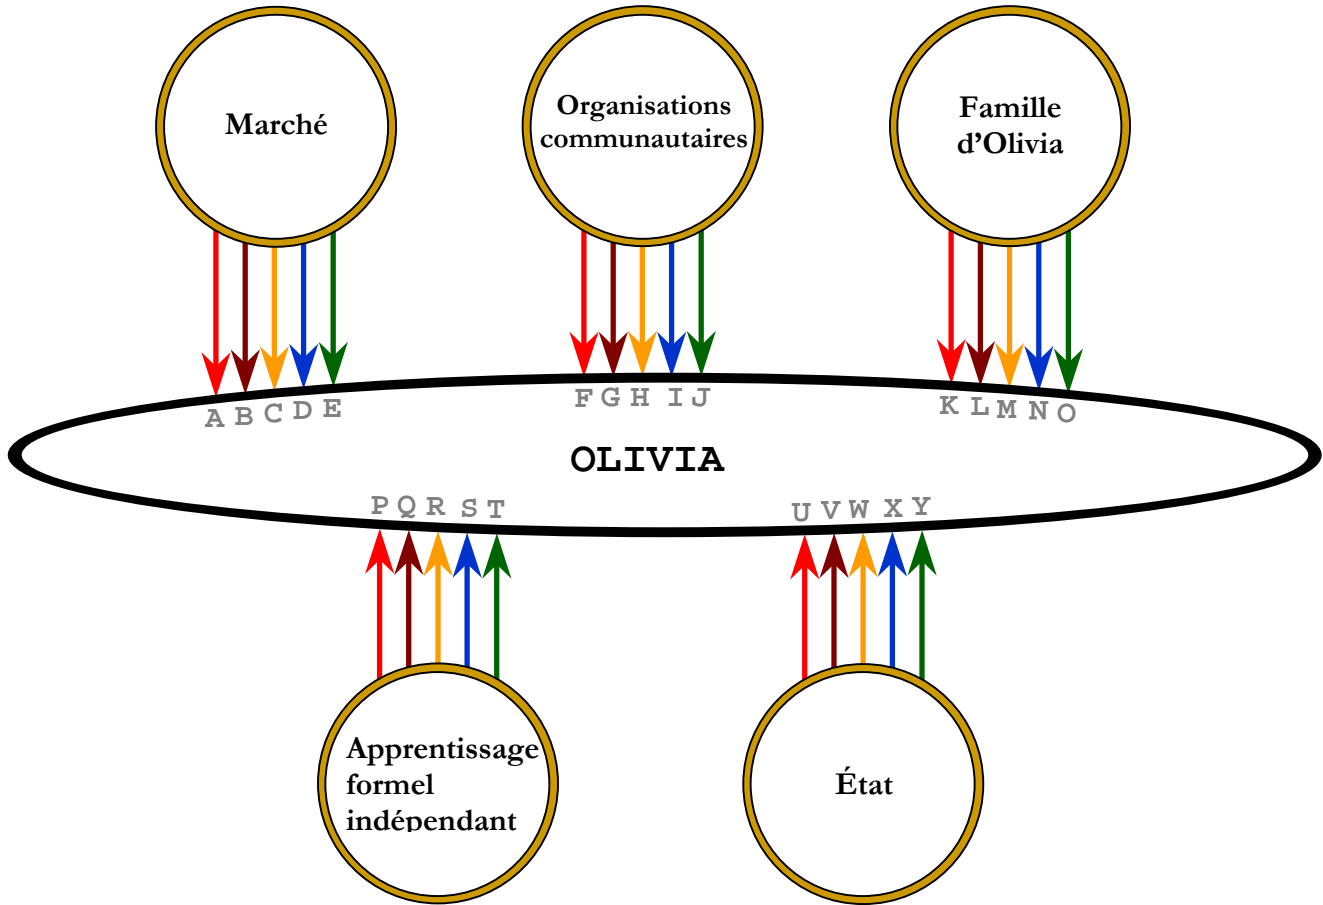 Marché
Organisations
communautaires
Famille
d’Olivia
A B C D E
F G H I J
K L M N O
OLIVIA
P Q R S T
U V W X Y
Apprentissage
formel
indépendant
État